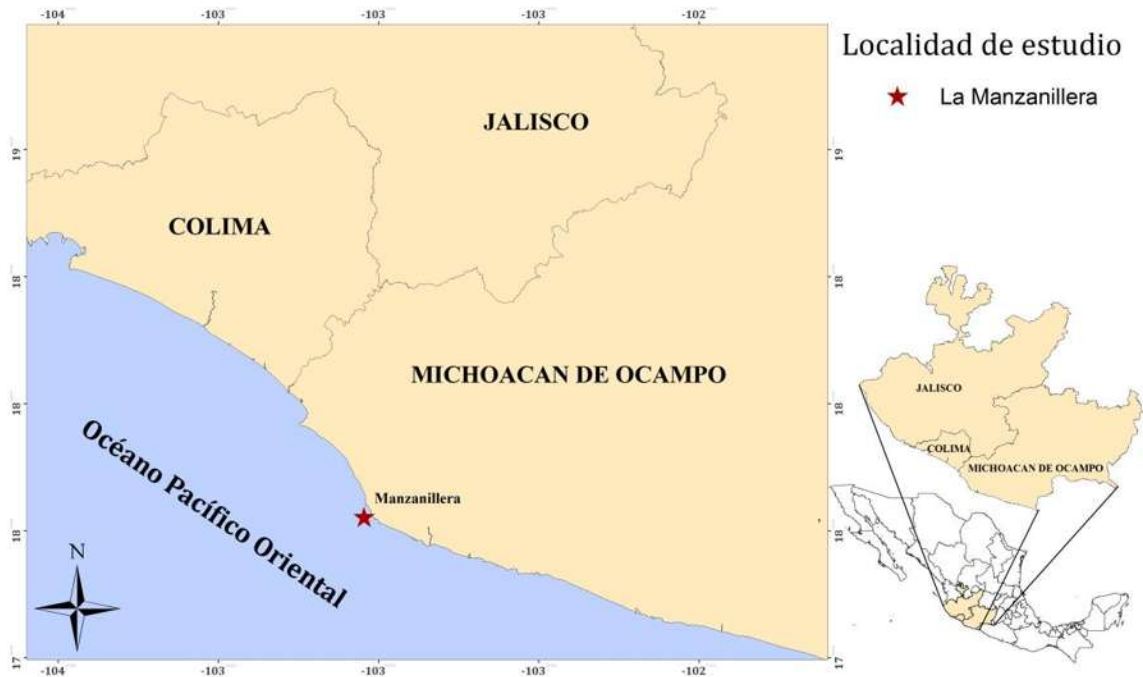 -104 -103 -103 -103 -102
Localidad de estudio
La Manzanillera
JALISCO
19 19
COLIMA
18 18
MICHOACAN DE OCAMPO
18 18
Manzanillera
Océano Pacífico Oriental
18 18
N
17 17
-104 -103 -103 -103 -102
JALISCO
COLIMA
MICHOACAN DE OCAMPO